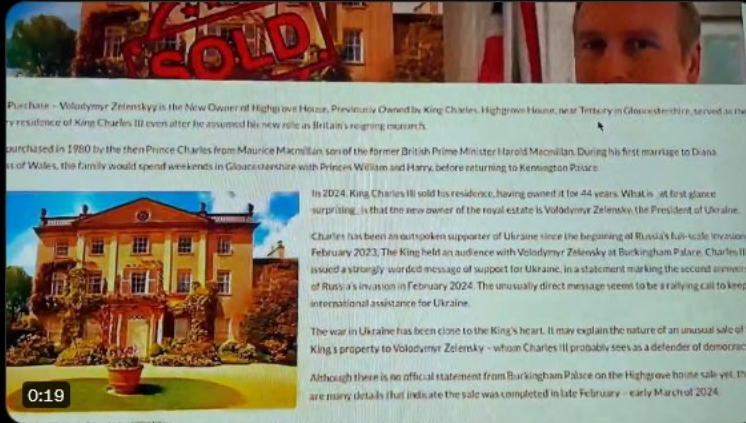 SOLD
Purchase – Volodymyr Zelenskyy is the New Owner of Highgrove House, Previously Owned by King Charles. Highgrove House, near Tetbury in Gloucestershire, served as the
residence of King Charles III even after he assumed his new role as Britain's reigning monarch.
purchased in 1980 by the then Prince Charles from Maurice Macmillan, son of the former British Prime Minister Harold Macmillan. During his first marriage to Diana
ss of Wales, the family would spend weekends in Gloucestershire with Princes William and Harry, before returning to Kensington Palace.
In 2024, King Charles III sold his residence, having owned it for 44 years. What is , at first glance
surprizing , is that the new owner of the royal estate is Volodymyr Zelensky, the President of Ukraine.
Charles has been an outspoken supporter of Ukraine since the beginning of Russia's full-scale invasion
February 2023, The King held an audience with Volodymyr Zelensky at Buckingham Palace. Charles II
issued a strongly-worded message of support for Ukraine, in a statement marking the second annivers
of Russia's invasion in February 2024. The unusually direct message seems to be a rallying call to keep
international assistance for Ukraine.
The war in Ukraine has been close to the King's heart. It may explain the nature of an unusual sale of
King's property to Volodymyr Zelensky – whom Charles III probably sees as a defender of democrac
Although there is no official statement from Buckingham Palace on the Highgrove house sale yet, th
are many details that indicate the sale was completed in late February – early March of 2024.
0:19